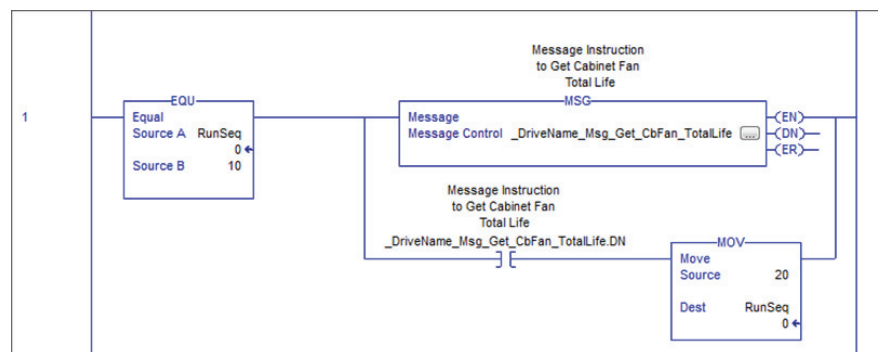 Message Instruction
to Get Cabinet Fan
Total Life
1
EQU
Equal
Source A RunSeq
0
Source B 10
MSG
Message
Message Control _DriveName_Msg_Get_CbFan_TotalLife ...
EN
DN
ER
Message Instruction
to Get Cabinet Fan
Total Life
_DriveName_Msg_Get_CbFan_TotalLife.DN
MOV
Move
Source 20
Dest RunSeq
0